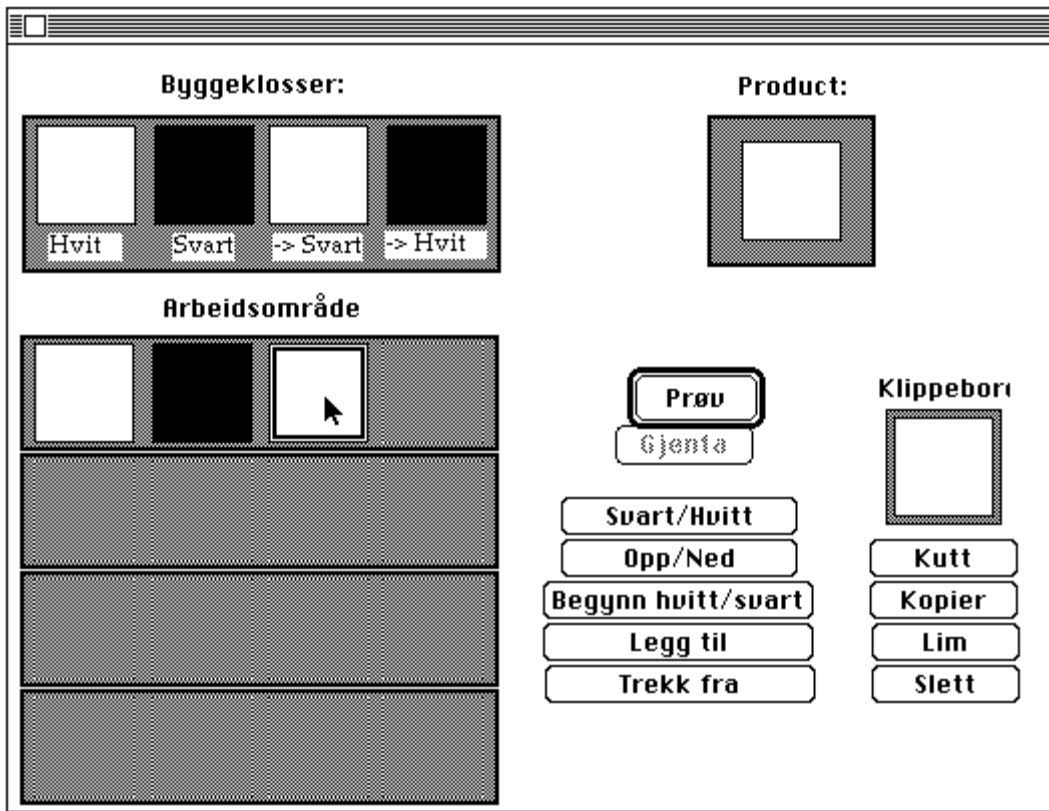 Byggeklosser:
Product:
Hvit
Svart
-> Svart
-> Hvit
Arbeidsområde
Prøv
Klippebor
Gjenta
Svart/Hvitt
Opp/Ned
Kutt
Begynn hvitt/svart
Kopier
Legg til
Lim
Trekk fra
Slett